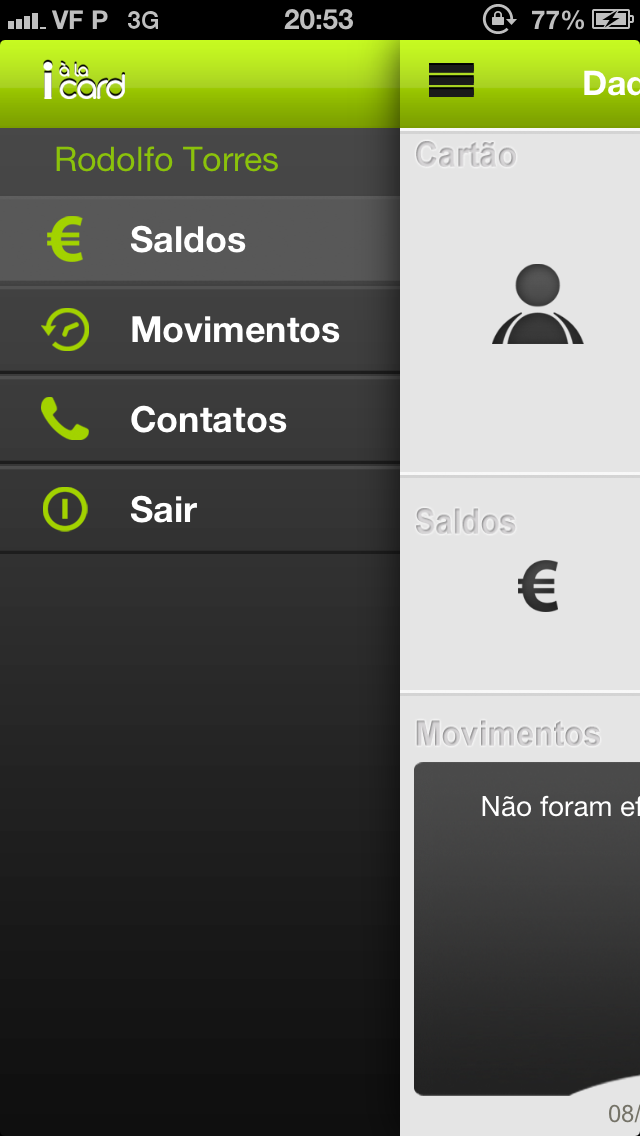 VF P 3G 20:53 77%
i à la card
Rodolfo Torres
Saldos
Movimentos
Contatos
Sair
Dad
Cartão
Saldos
€
Movimentos
Não foram ef
08/